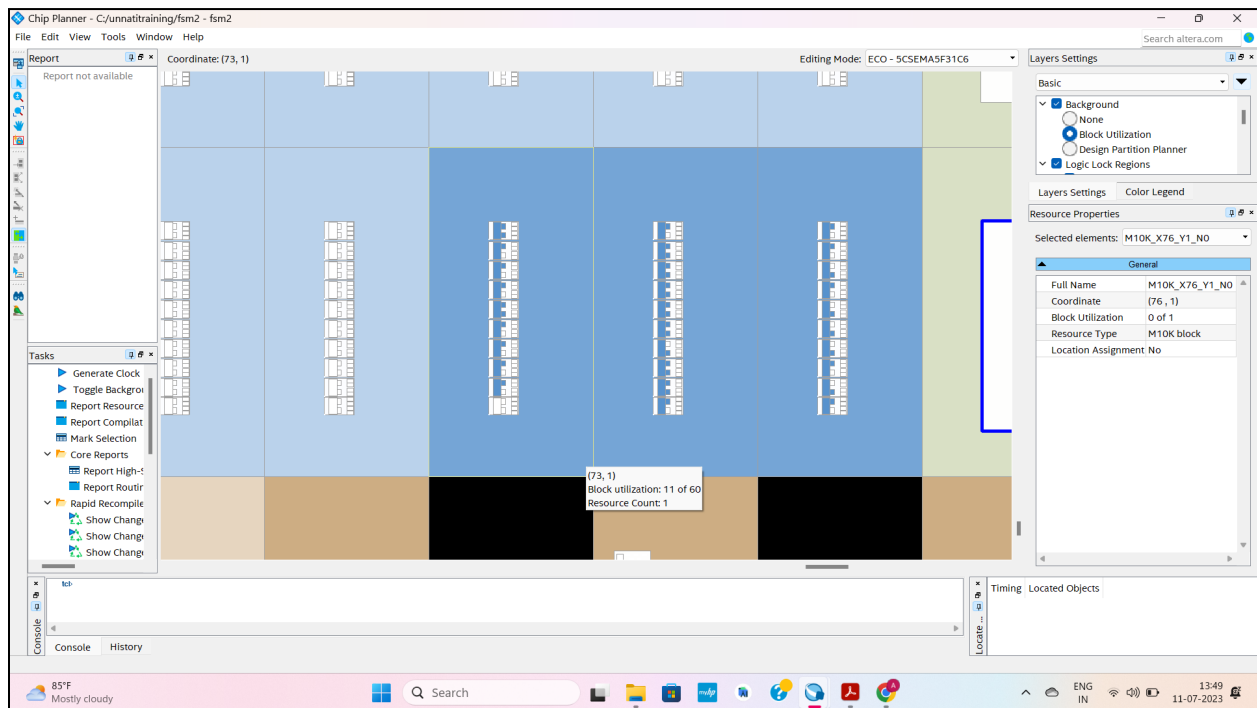 Chip Planner - C:/unnatitraining/fsm2 - fsm2
File Edit View Tools Window Help
Search altera.com
Report
Report not available
Coordinate: (73, 1)
Editing Mode: ECO - 5CSEMA5F31C6
Layers Settings
Basic
Background
None
Block Utilization
Design Partition Planner
Logic Lock Regions
Layers Settings Color Legend
Resource Properties
Selected elements: M10K_X76_Y1_N0
General
Full Name M10K_X76_Y1_N0
Coordinate (76 , 1)
Block Utilization 0 of 1
Resource Type M10K block
Location Assignment No
(73, 1)
Block utilization: 11 of 60
Resource Count: 1
Tasks
Generate Clock
Toggle Backgrou
Report Resource
Report Compilat
Mark Selection
Core Reports
Report High-S
Report Routin
Rapid Recompile
Show Change
Show Change
Show Change
tcl>
Console
Console History
Locate ...
Timing Located Objects
85°F
Mostly cloudy
Search
myhp
ENG
IN
13:49
11-07-2023